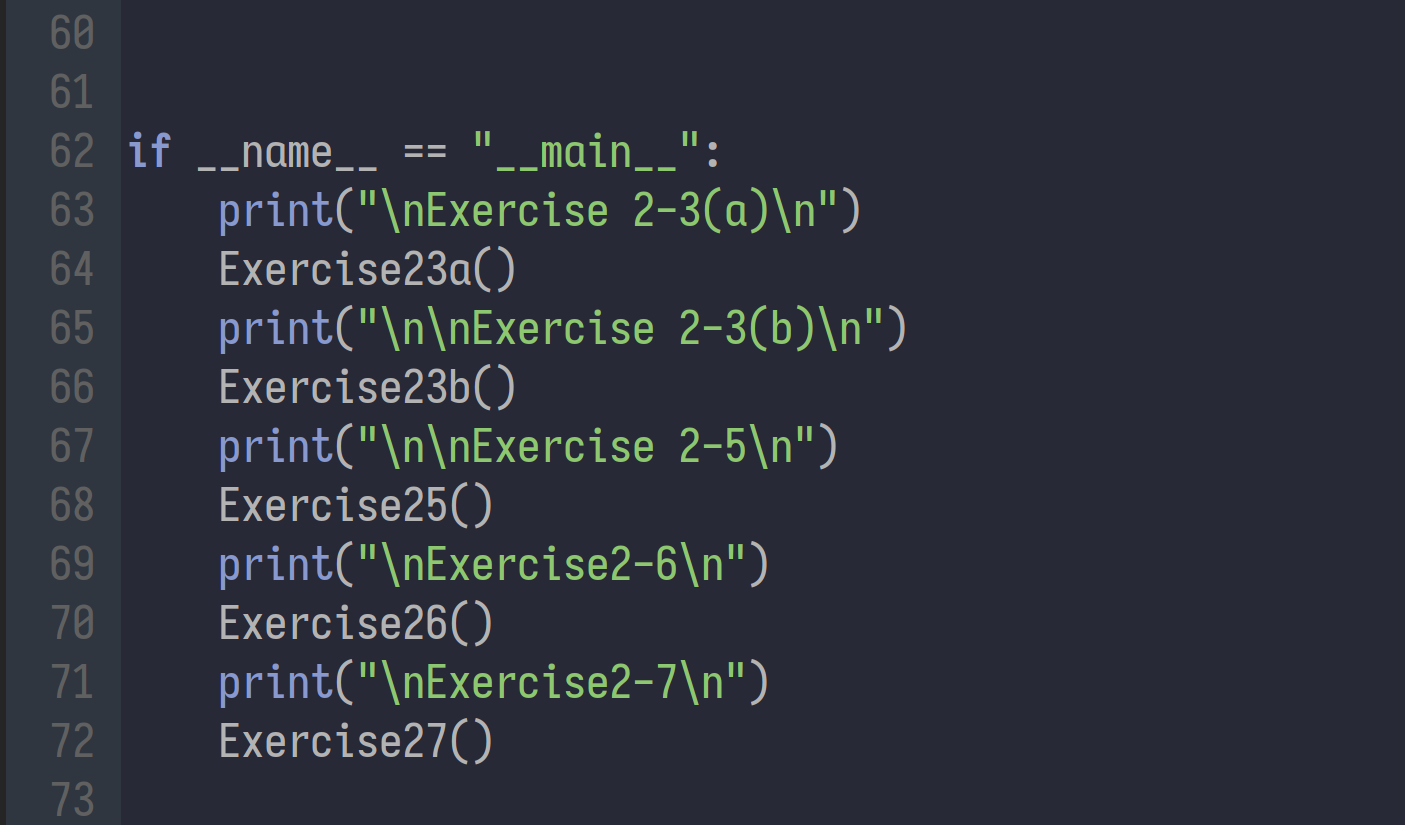 60
61
62 if __name__ == "__main__":
63     print("\nExercise 2-3(a)\n")
64     Exercise23a()
65     print("\n\nExercise 2-3(b)\n")
66     Exercise23b()
67     print("\n\nExercise 2-5\n")
68     Exercise25()
69     print("\nExercise2-6\n")
70     Exercise26()
71     print("\nExercise2-7\n")
72     Exercise27()
73